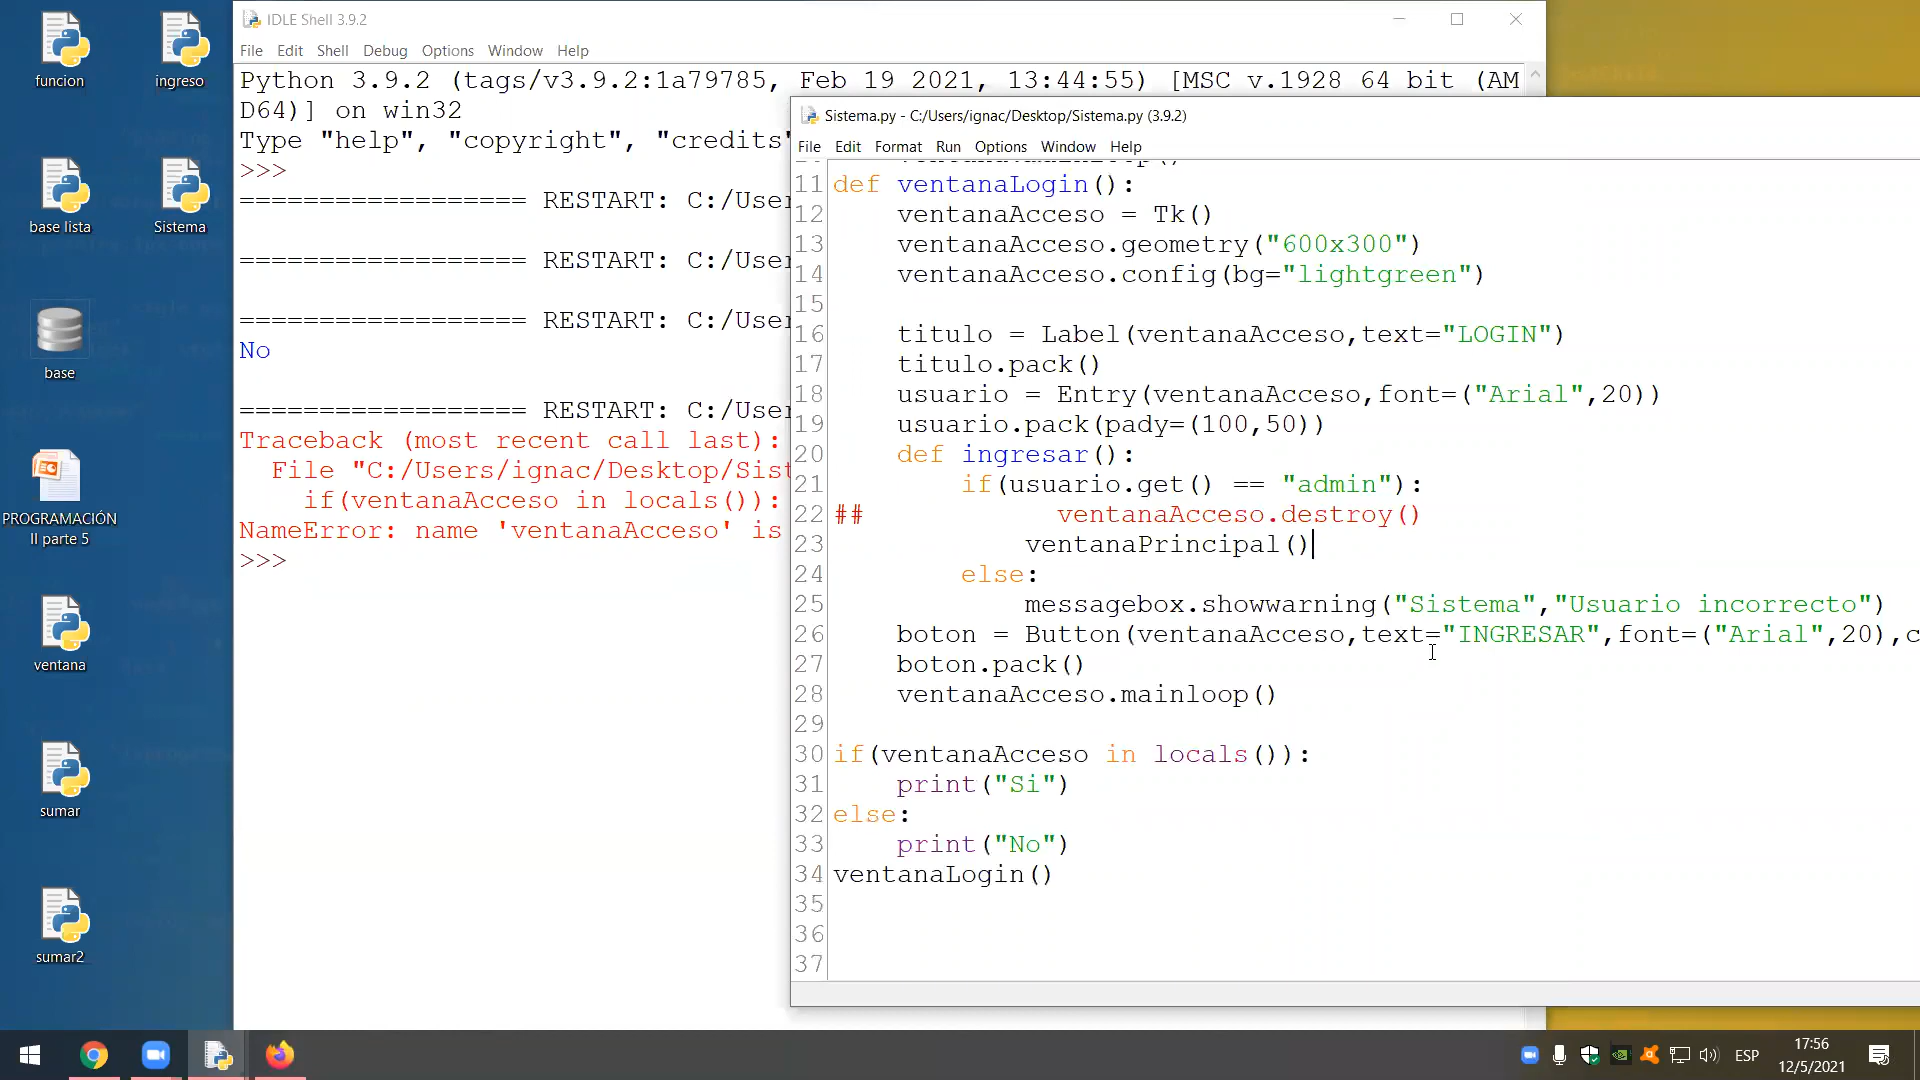 funcion
ingreso
base lista
Sistema
base
PROGRAMACIÓN
II parte 5
ventana
sumar
sumar2
IDLE Shell 3.9.2
File Edit Shell Debug Options Window Help
Python 3.9.2 (tags/v3.9.2:1a79785, Feb 19 2021, 13:44:55) [MSC v.1928 64 bit (AM
D64)] on win32
Type "help", "copyright", "credits"
>>>
================== RESTART: C:/User
================== RESTART: C:/User
================== RESTART: C:/User
No
================== RESTART: C:/User
Traceback (most recent call last):
File "C:/Users/ignac/Desktop/Sist
if(ventanaAcceso in locals()):
NameError: name 'ventanaAcceso' is
>>>
Sistema.py - C:/Users/ignac/Desktop/Sistema.py (3.9.2)
File Edit Format Run Options Window Help
11 def ventanaLogin():
12 ventanaAcceso = Tk()
13 ventanaAcceso.geometry("600x300")
14 ventanaAcceso.config(bg="lightgreen")
15
16 titulo = Label(ventanaAcceso,text="LOGIN")
17 titulo.pack()
18 usuario = Entry(ventanaAcceso,font=("Arial",20))
19 usuario.pack(pady=(100,50))
20 def ingresar():
21 if(usuario.get() == "admin"):
22 ## ventanaAcceso.destroy()
23 ventanaPrincipal()
24 else:
25 messagebox.showwarning("Sistema","Usuario incorrecto")
26 boton = Button(ventanaAcceso,text="INGRESAR",font=("Arial",20),c
27 boton.pack()
28 ventanaAcceso.mainloop()
29
30 if(ventanaAcceso in locals()):
31 print("Si")
32 else:
33 print("No")
34 ventanaLogin()
35
36
37
ESP
17:56
12/5/2021